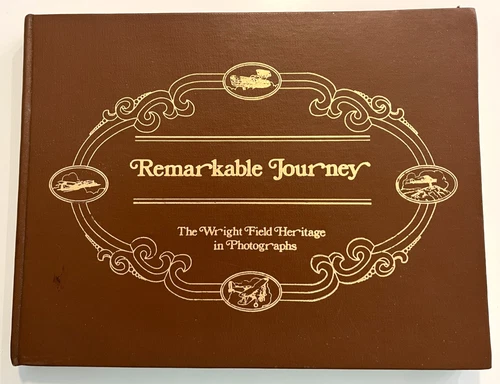 Remarkable Journey
The Wright Field Heritage
in Photographs